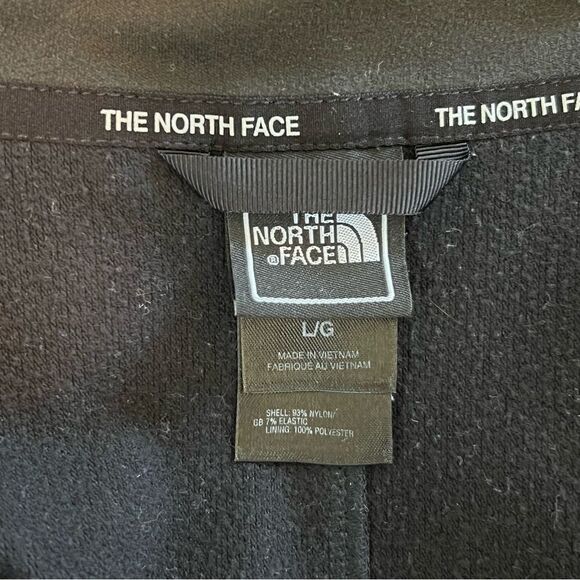 THE NORTH FACE
THE NORTH FA
THE
NORTH
® FACE
L/G
MADE IN VIETNAM
FABRIQUE AU VIETNAM
SHELL: 93% NYLON/
GB 7% ELASTIC
LINING: 100% POLYESTER